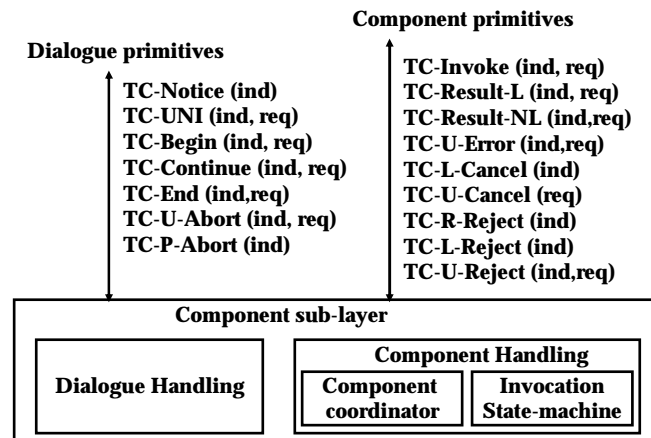 Dialogue primitives
TC-Notice (ind)
TC-UNI (ind, req)
TC-Begin (ind, req)
TC-Continue (ind, req)
TC-End (ind,req)
TC-U-Abort (ind, req)
TC-P-Abort (ind)
Component primitives
TC-Invoke (ind, req)
TC-Result-L (ind, req)
TC-Result-NL (ind,req)
TC-U-Error (ind,req)
TC-L-Cancel (ind)
TC-U-Cancel (req)
TC-R-Reject (ind)
TC-L-Reject (ind)
TC-U-Reject (ind,req)
Component sub-layer
Dialogue Handling
Component Handling
Component
coordinator
Invocation
State-machine